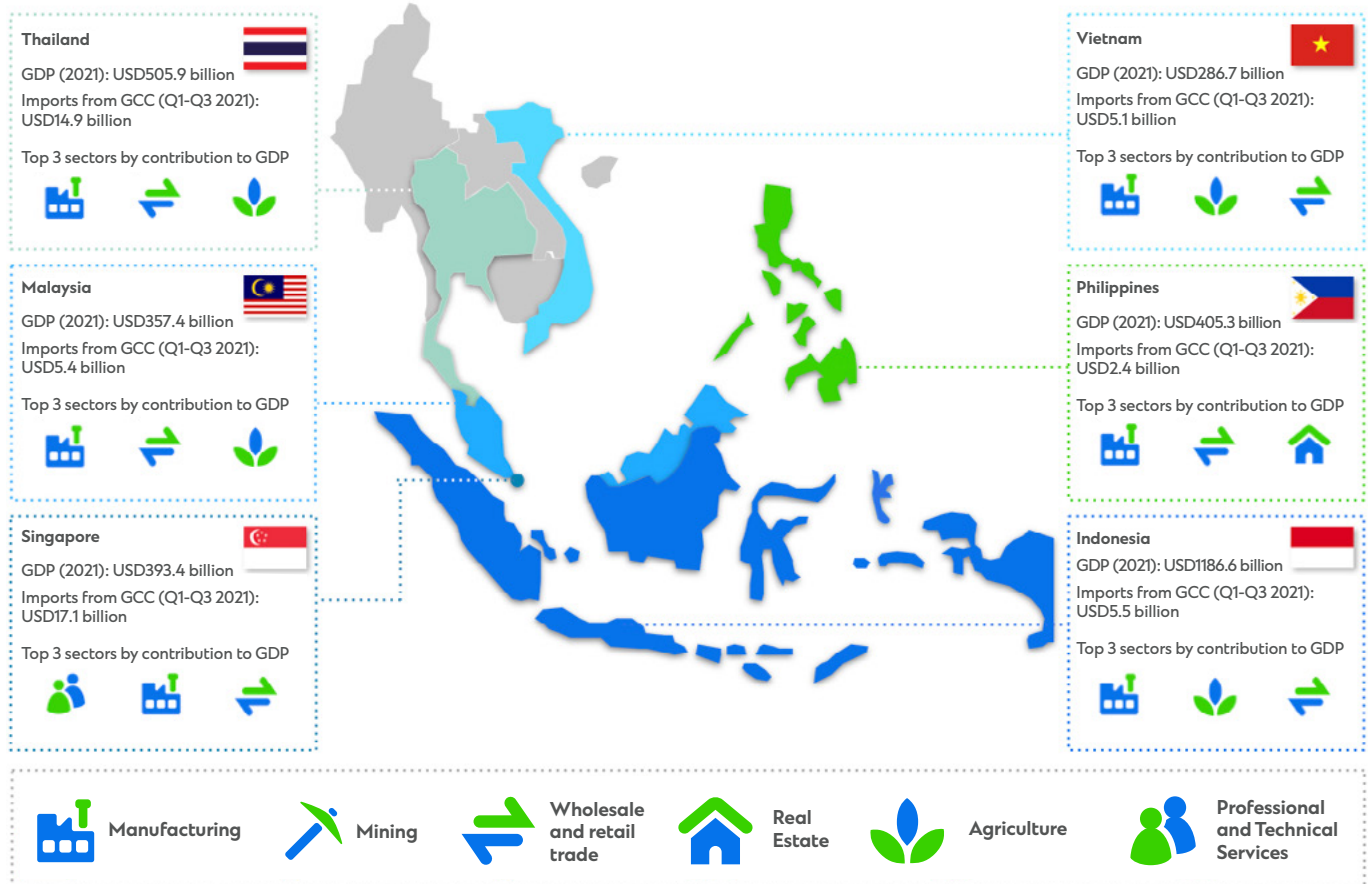 Thailand
GDP (2021): USD505.9 billion
Imports from GCC (Q1-Q3 2021):
USD14.9 billion
Top 3 sectors by contribution to GDP
Malaysia
GDP (2021): USD357.4 billion
Imports from GCC (Q1-Q3 2021):
USD5.4 billion
Top 3 sectors by contribution to GDP
Singapore
GDP (2021): USD393.4 billion
Imports from GCC (Q1-Q3 2021):
USD17.1 billion
Top 3 sectors by contribution to GDP
Vietnam
GDP (2021): USD286.7 billion
Imports from GCC (Q1-Q3 2021):
USD5.1 billion
Top 3 sectors by contribution to GDP
Philippines
GDP (2021): USD405.3 billion
Imports from GCC (Q1-Q3 2021):
USD2.4 billion
Top 3 sectors by contribution to GDP
Indonesia
GDP (2021): USD1186.6 billion
Imports from GCC (Q1-Q3 2021):
USD5.5 billion
Top 3 sectors by contribution to GDP
Manufacturing
Mining
Wholesale
and retail
trade
Real
Estate
Agriculture
Professional
and Technical
Services